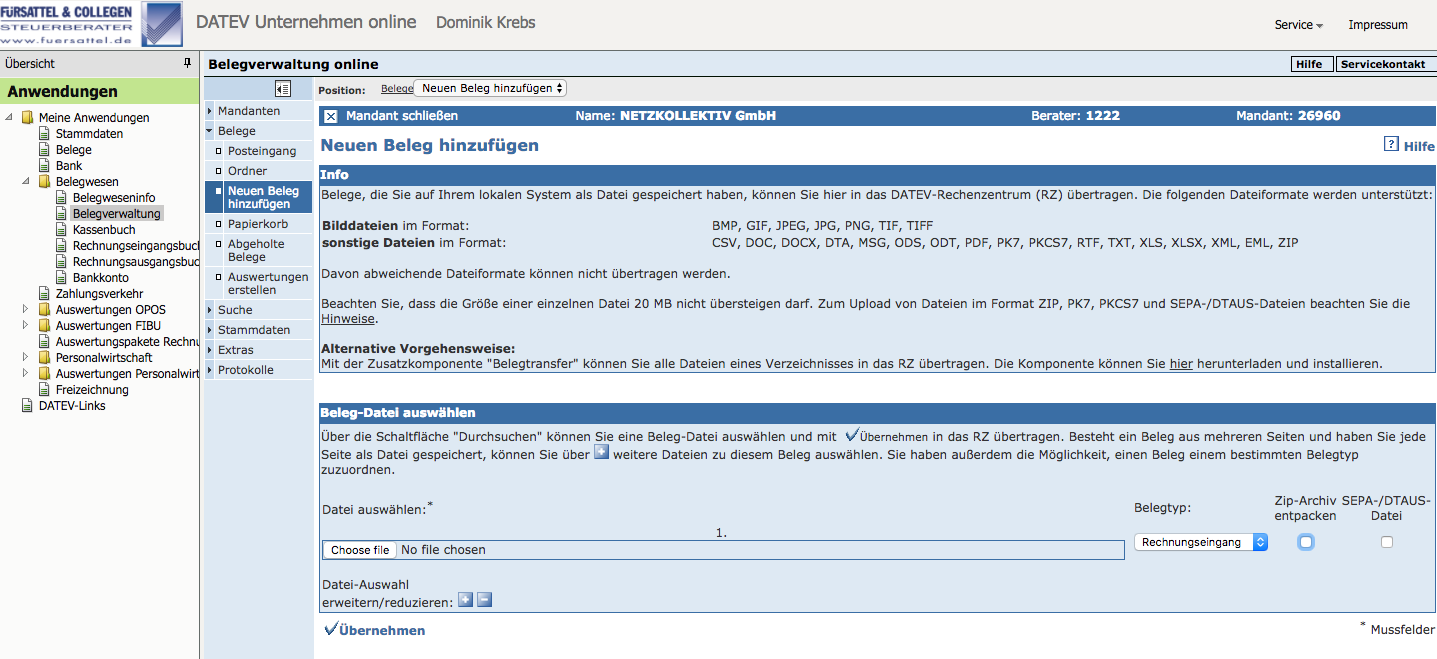 FÜRSATTEL & COLLEGEN
STEUERBERATER
www.fuersattel.de
DATEV Unternehmen online Dominik Krebs
Service Impressum
Übersicht
Belegverwaltung online
Hilfe Servicekontakt
Anwendungen
Meine Anwendungen
Stammdaten
Belege
Bank
Belegwesen
Belegweseninfo
Belegverwaltung
Kassenbuch
Rechnungseingangsbuch
Rechnungsausgangsbuc
Bankkonto
Zahlungsverkehr
Auswertungen OPOS
Auswertungen FIBU
Auswertungspakete Rechnu
Personalwirtschaft
Auswertungen Personalwirt
Freizeichnung
DATEV-Links
Mandanten
Belege
Posteingang
Ordner
Neuen Beleg
hinzufügen
Papierkorb
Abgeholte
Belege
Auswertungen
erstellen
Suche
Stammdaten
Extras
Protokolle
Position: Belege Neuen Beleg hinzufügen
Mandant schließen Name: NETZKOLLEKTIV GmbH Berater: 1222 Mandant: 26960
Neuen Beleg hinzufügen
? Hilfe
Info
Belege, die Sie auf Ihrem lokalen System als Datei gespeichert haben, können Sie hier in das DATEV-Rechenzentrum (RZ) übertragen. Die folgenden Dateiformate werden unterstützt:
Bilddateien im Format: BMP, GIF, JPEG, JPG, PNG, TIF, TIFF
sonstige Dateien im Format: CSV, DOC, DOCX, DTA, MSG, ODS, ODT, PDF, PK7, PKCS7, RTF, TXT, XLS, XLSX, XML, EML, ZIP
Davon abweichende Dateiformate können nicht übertragen werden.
Beachten Sie, dass die Größe einer einzelnen Datei 20 MB nicht übersteigen darf. Zum Upload von Dateien im Format ZIP, PK7, PKCS7 und SEPA-/DTAUS-Dateien beachten Sie die
Hinweise.
Alternative Vorgehensweise:
Mit der Zusatzkomponente "Belegtransfer" können Sie alle Dateien eines Verzeichnisses in das RZ übertragen. Die Komponente können Sie hier herunterladen und installieren.
Beleg-Datei auswählen
Über die Schaltfläche "Durchsuchen" können Sie eine Beleg-Datei auswählen und mit Übernehmen in das RZ übertragen. Besteht ein Beleg aus mehreren Seiten und haben Sie jede
Seite als Datei gespeichert, können Sie über + weitere Dateien zu diesem Beleg auswählen. Sie haben außerdem die Möglichkeit, einen Beleg einem bestimmten Belegtyp
zuzuordnen.
Datei auswählen:* Belegtyp: Zip-Archiv SEPA-/DTAUS-
entpacken Datei
1.
Choose file No file chosen Rechnungseingang
Datei-Auswahl
erweitern/reduzieren: + -
Übernehmen
* Mussfelder